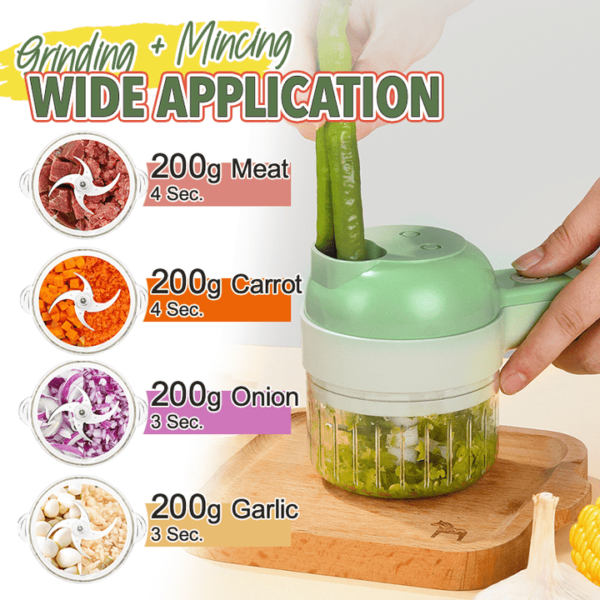 Grinding + Mincing
WIDE APPLICATION
200g Meat
4 Sec.
200g Carrot
4 Sec.
200g Onion
3 Sec.
200g Garlic
3 Sec.